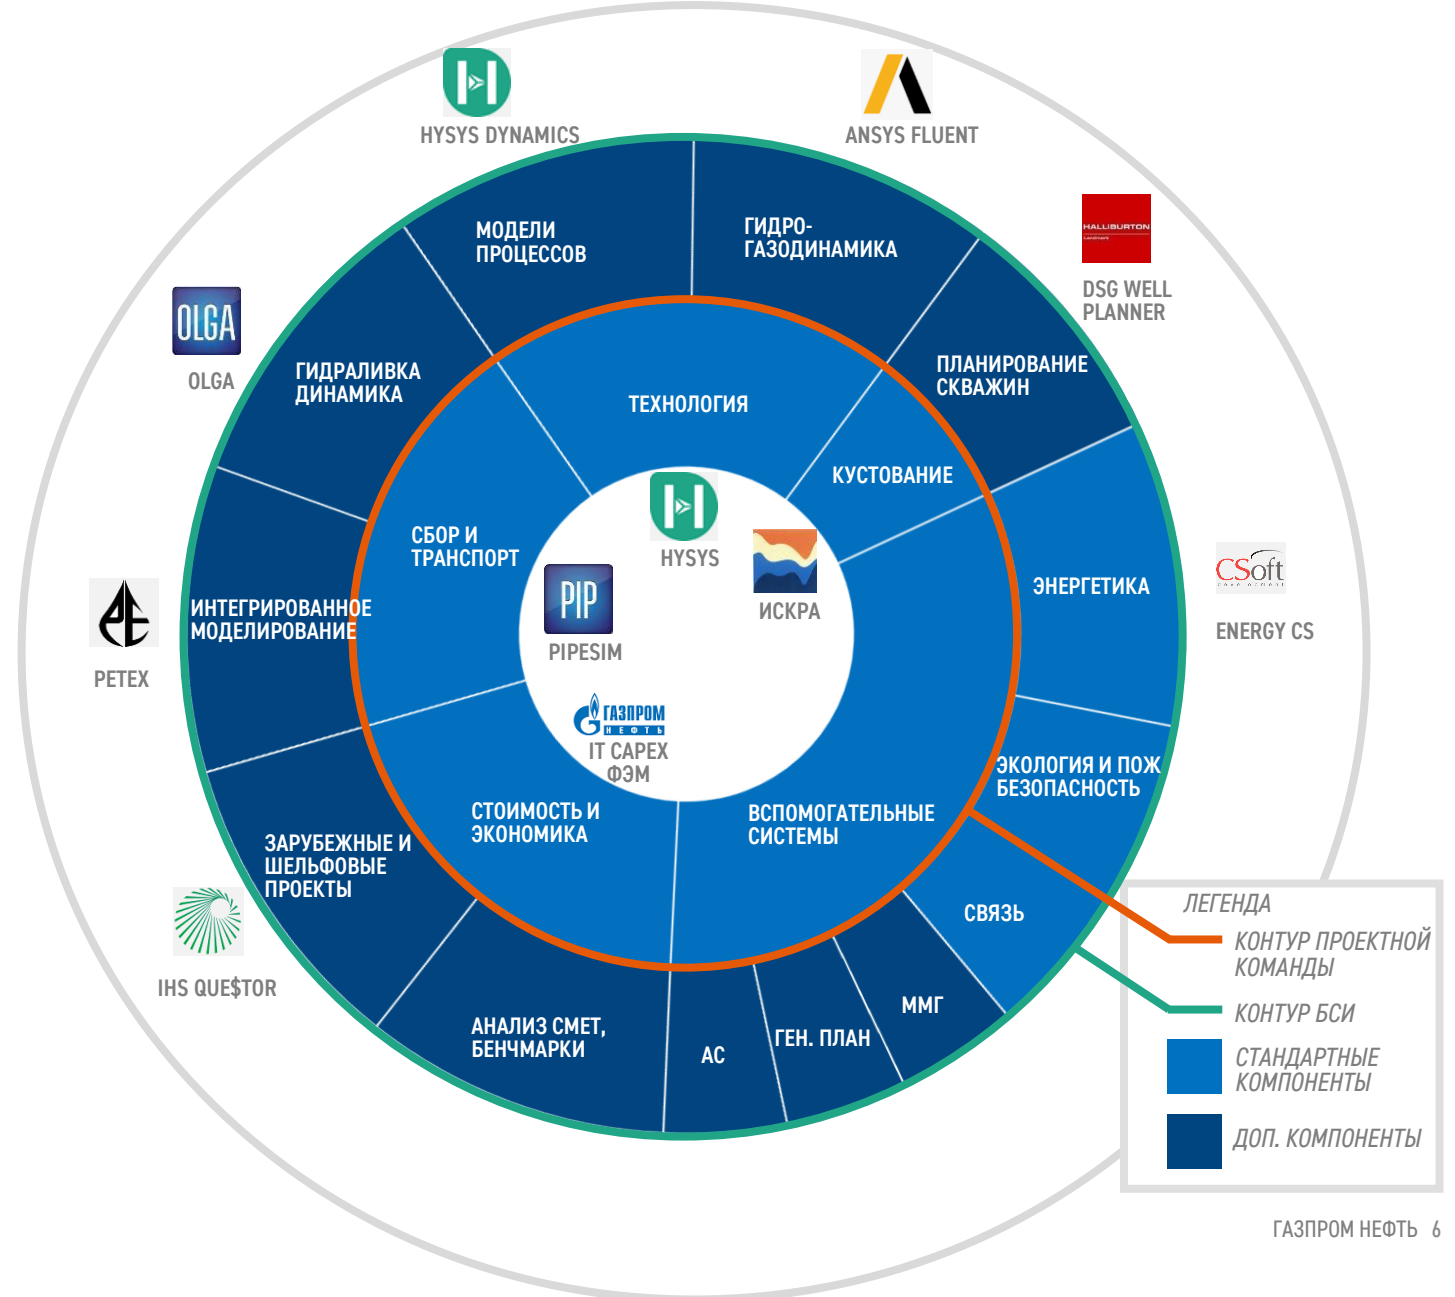 HYSYS DYNAMICS
ANSYS FLUENT
HALLIBURTON
Landmark
DSG WELL
PLANNER
МОДЕЛИ
ПРОЦЕССОВ
ГИДРО-
ГАЗОДИНАМИКА
OLGA
OLGA
ГИДРАЛИВКА
ДИНАМИКА
ПЛАНИРОВАНИЕ
СКВАЖИН
ТЕХНОЛОГИЯ
КУСТОВАНИЕ
СБОР И
ТРАНСПОРТ
HYSYS
ИСКРА
PIP
PIPESIM
ЭНЕРГЕТИКА
CSoft
development
ENERGY CS
ИНТЕГРИРОВАННОЕ
МОДЕЛИРОВАНИЕ
PETEX
ГАЗПРОМ
НЕФТЬ
IT CAPEX
ФЭМ
ЭКОЛОГИЯ И ПОЖ
БЕЗОПАСНОСТЬ
СТОИМОСТЬ И
ЭКОНОМИКА
ВСПОМОГАТЕЛЬНЫЕ
СИСТЕМЫ
ЗАРУБЕЖНЫЕ И
ШЕЛЬФОВЫЕ
ПРОЕКТЫ
IHS QUE$TOR
СВЯЗЬ
АНАЛИЗ СМЕТ,
БЕНЧМАРКИ
АС
ГЕН. ПЛАН
ММГ
ЛЕГЕНДА
КОНТУР ПРОЕКТНОЙ
КОМАНДЫ
КОНТУР БСИ
СТАНДАРТНЫЕ
КОМПОНЕНТЫ
ДОП. КОМПОНЕНТЫ
ГАЗПРОМ НЕФТЬ 6